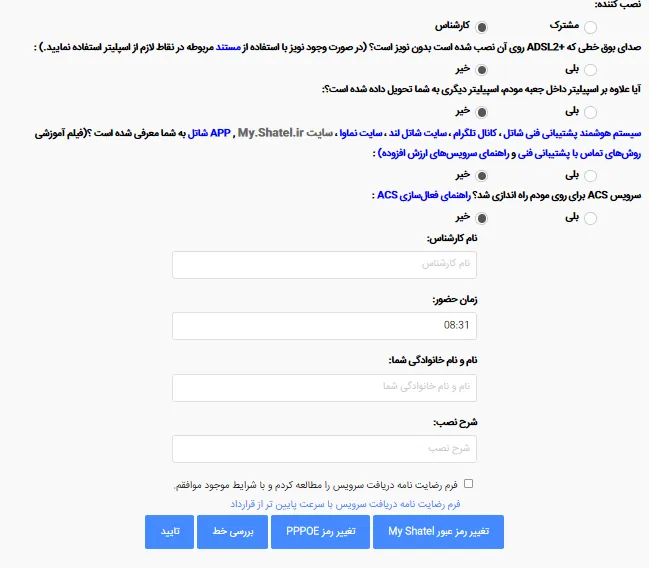 نصب کننده:
مشترک
کارشناس
صدای بوق خطی که +ADSL2 روی آن نصب شده است بدون نویز است؟ (در صورت وجود نویز با استفاده از مستند مربوطه در نقاط لازم از اسپلیتر استفاده نمایید.) :
بلی
خیر
آیا علاوه بر اسپلیتر داخل جعبه مودم، اسپلیتر دیگری به شما تحویل داده شده است؟:
بلی
خیر
سیستم هوشمند پشتیبانی فنی شاتل ، کانال تلگرام ، سایت شاتل لند ، سایت نماوا ، سایت My.Shatel.ir , APP شاتل به شما معرفی شده است ؟(فیلم آموزشی
روش‌های تماس با پشتیبانی فنی و راهنمای سرویس‌های ارزش افزوده) :
بلی
خیر
سرویس ACS برای روی مودم راه اندازی شد؟ راهنمای فعال‌سازی ACS :
بلی
خیر
نام کارشناس:
نام کارشناس
زمان حضور:
08:31
نام و نام خانوادگی شما:
نام و نام خانوادگی شما
شرح نصب:
شرح نصب
فرم رضایت نامه دریافت سرویس را مطالعه کردم و با شرایط موجود موافقم.
فرم رضایت نامه دریافت سرویس با سرعت پایین تر از قرارداد
تغییر رمز عبور My Shatel
تغییر رمز PPPOE
بررسی خط
تایید